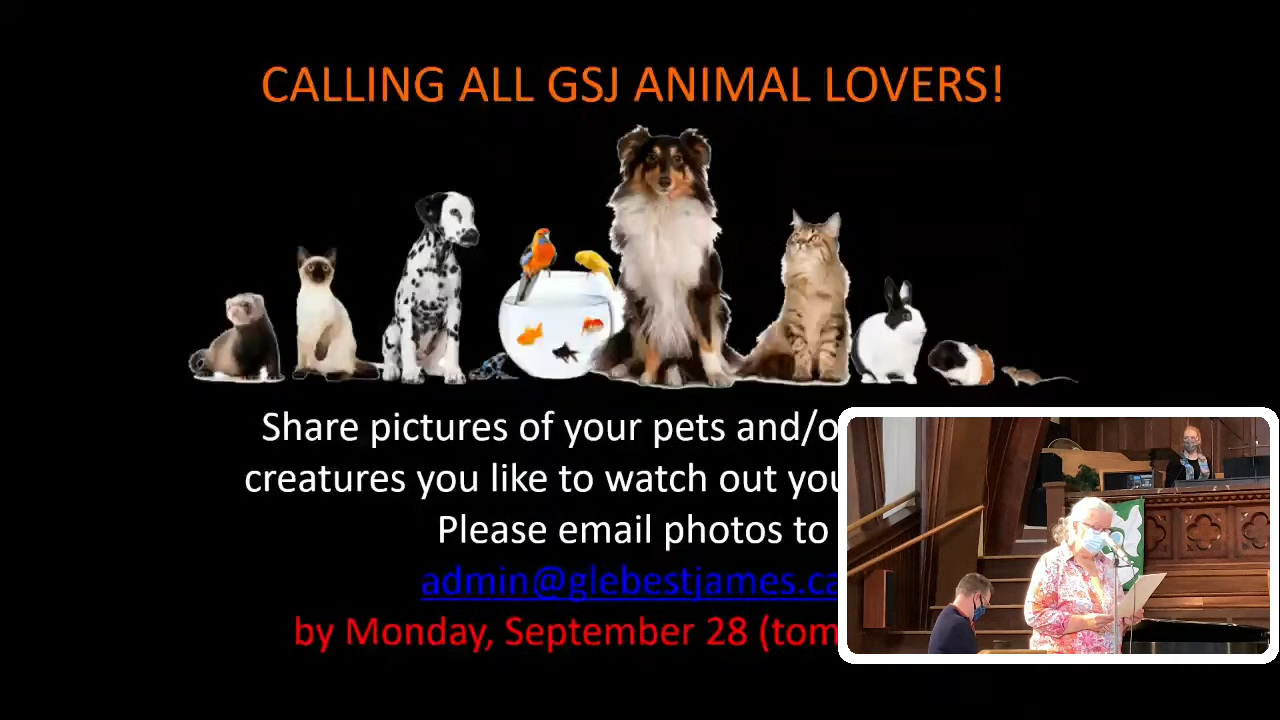 CALLING ALL GSJ ANIMAL LOVERS!
Share pictures of your pets and/o
creatures you like to watch out you
Please email photos to
admin@glebestjames.ca
by Monday, September 28 (tom